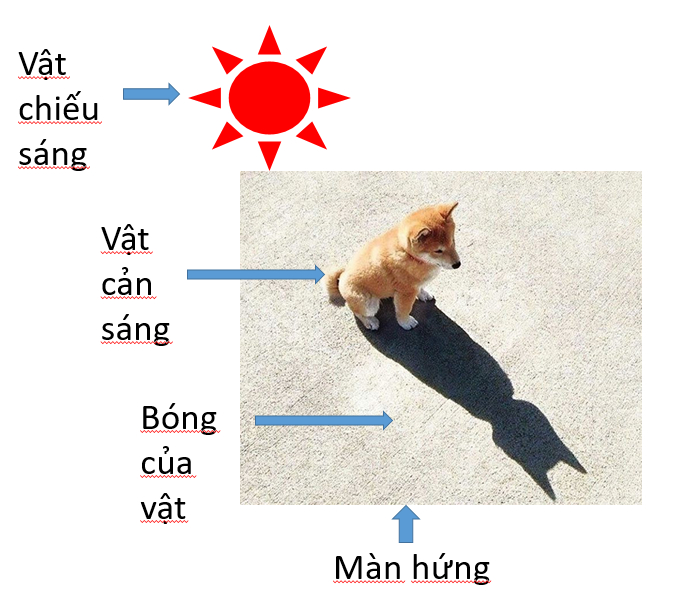 Vật
chiếu
sáng
Vật
cản
sáng
Bóng
của
vật
Màn hứng